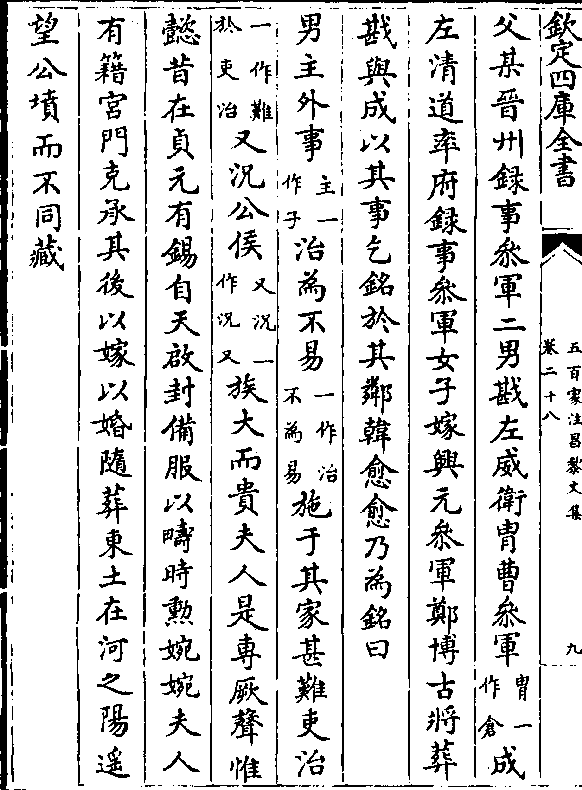 欽定四庫全書
五百家注昌黎文集
卷二十八
九
父某晉州録事參軍二男戡左威衛胄曹參軍胄一作倉成
左清道率府録事參軍女子嫁興元參軍鄭博古將葬
戡與成以其事乞銘於其鄰韓愈愈乃為銘曰
男主外事主一作子治為不易一作治不為易施于其家甚難吏治
一作難於吏治又況公侯又況一作況又族大而貴夫人是専厥聲惟
懿昔在貞元有錫自天啟封備服以疇時勲婉婉夫人
有籍宮門克承其後以嫁以婚隨葬東土在河之陽遥
望公墳而不同藏